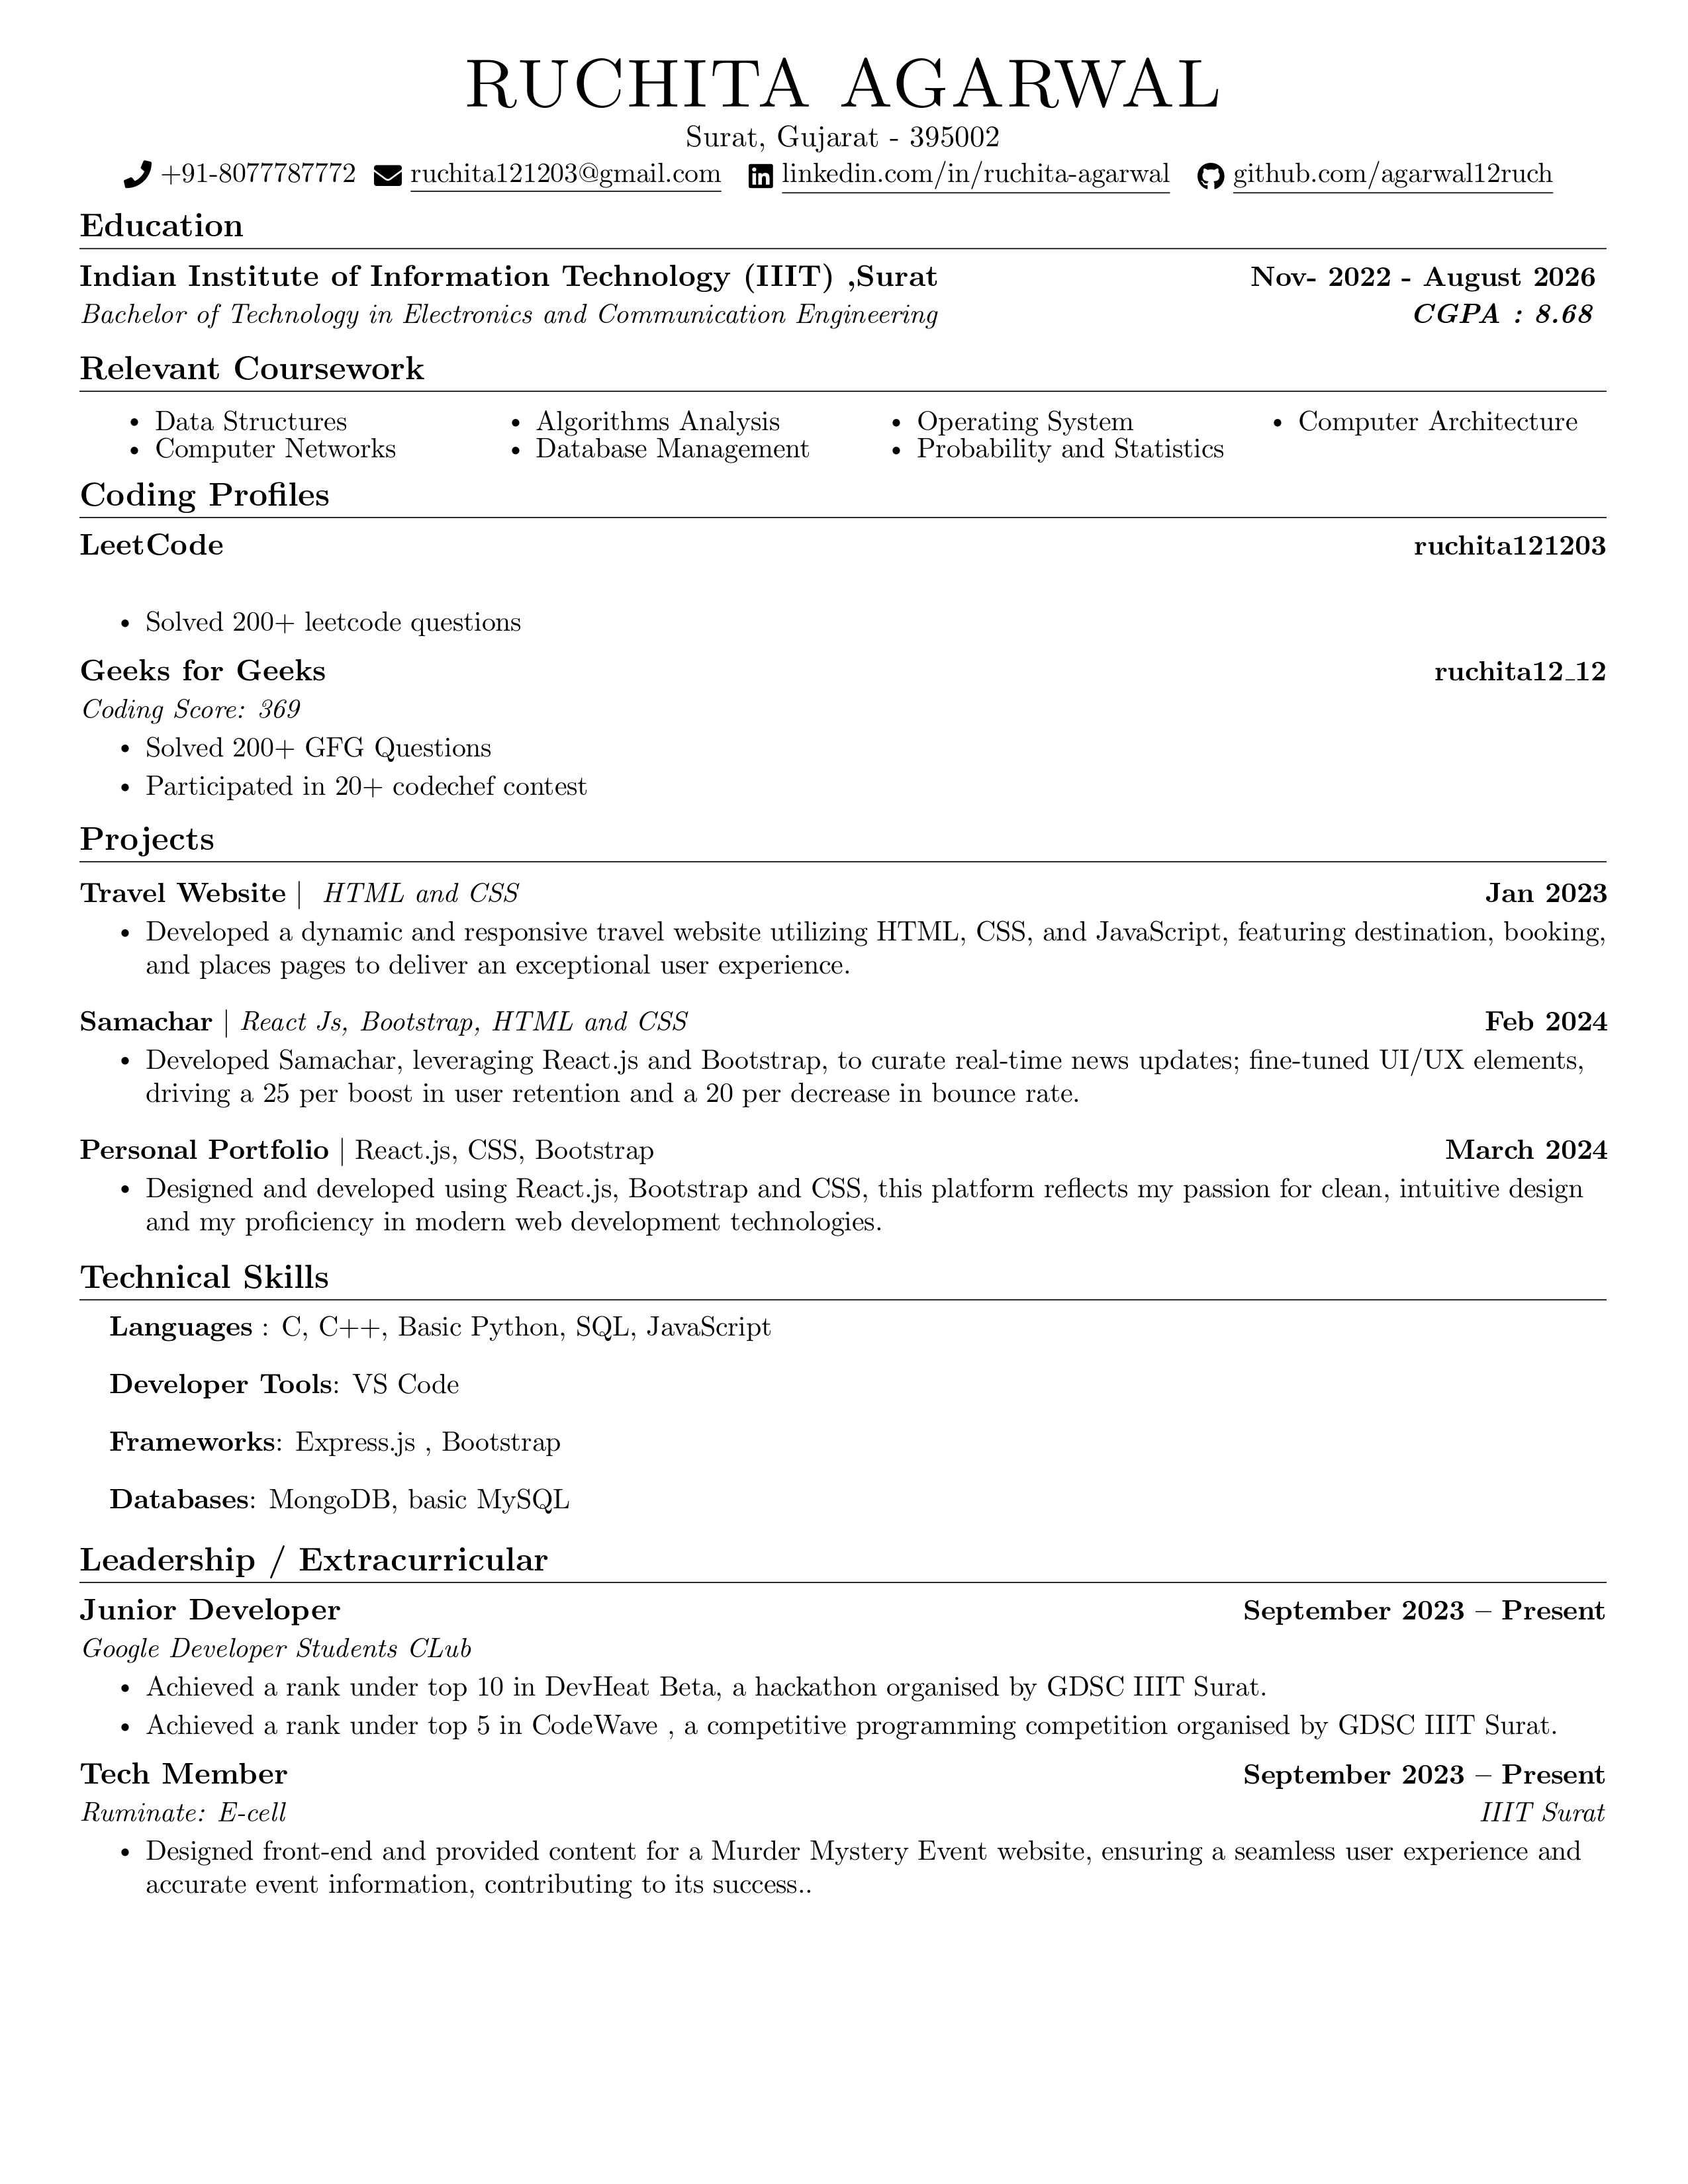 RUCHITA AGARWAL
Surat, Gujarat - 395002
+91-8077787772 ruchita121203@gmail.com linkedin.com/in/ruchita-agarwal github.com/agarwal12ruch
Education
Indian Institute of Information Technology (IIIT) ,Surat Nov- 2022 - August 2026
Bachelor of Technology in Electronics and Communication Engineering CGPA : 8.68
Relevant Coursework
• Data Structures • Algorithms Analysis • Operating System • Computer Architecture
• Computer Networks • Database Management • Probability and Statistics
Coding Profiles
LeetCode ruchita121203
• Solved 200+ leetcode questions
Geeks for Geeks ruchita12_12
Coding Score: 369
• Solved 200+ GFG Questions
• Participated in 20+ codechef contest
Projects
Travel Website | HTML and CSS Jan 2023
• Developed a dynamic and responsive travel website utilizing HTML, CSS, and JavaScript, featuring destination, booking,
and places pages to deliver an exceptional user experience.
Samachar | React Js, Bootstrap, HTML and CSS Feb 2024
• Developed Samachar, leveraging React.js and Bootstrap, to curate real-time news updates; fine-tuned UI/UX elements,
driving a 25 per boost in user retention and a 20 per decrease in bounce rate.
Personal Portfolio | React.js, CSS, Bootstrap March 2024
• Designed and developed using React.js, Bootstrap and CSS, this platform reflects my passion for clean, intuitive design
and my proficiency in modern web development technologies.
Technical Skills
Languages : C, C++, Basic Python, SQL, JavaScript
Developer Tools: VS Code
Frameworks: Express.js , Bootstrap
Databases: MongoDB, basic MySQL
Leadership / Extracurricular
Junior Developer September 2023 – Present
Google Developer Students CLub
• Achieved a rank under top 10 in DevHeat Beta, a hackathon organised by GDSC IIIT Surat.
• Achieved a rank under top 5 in CodeWave , a competitive programming competition organised by GDSC IIIT Surat.
Tech Member September 2023 – Present
Ruminate: E-cell IIIT Surat
• Designed front-end and provided content for a Murder Mystery Event website, ensuring a seamless user experience and
accurate event information, contributing to its success..